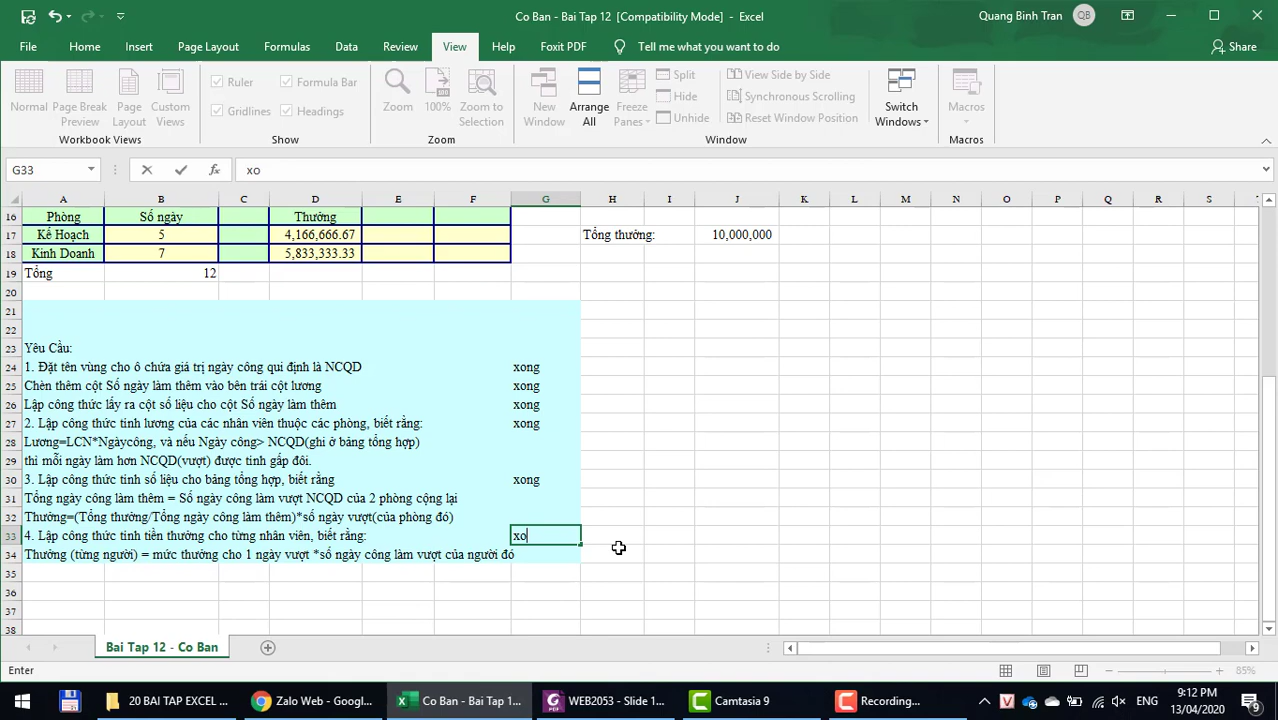 Co Ban - Bai Tap 12 [Compatibility Mode] - Excel
Quang Binh Tran QB
File Home Insert Page Layout Formulas Data Review View Help Foxit PDF Tell me what you want to do Share
Normal Page Break Preview Page Layout Custom Views
Workbook Views
Ruler Formula Bar
Gridlines Headings
Show
Zoom 100% Zoom to Selection
Zoom
New Window Arrange All Freeze Panes
Split
Hide
Unhide
View Side by Side
Synchronous Scrolling
Reset Window Position
Window
Switch Windows
Macros
Macros
G33 fx xo
A B C D E F G H I J K L M N O P Q R S
16 Phòng Số ngày Thưởng
17 Kế Hoạch 5 4,166,666.67 Tổng thưởng: 10,000,000
18 Kinh Doanh 7 5,833,333.33
19 Tổng 12
20
21
22
23 Yêu Cầu:
24 1. Đặt tên vùng cho ô chứa giá trị ngày công qui định là NCQD xong
25 Chèn thêm cột Số ngày làm thêm vào bên trái cột lương xong
26 Lập công thức lấy ra cột số liệu cho cột Số ngày làm thêm xong
27 2. Lập công thức tính lương của các nhân viên thuộc các phòng, biết rằng: xong
28 Lương=LCN*Ngàycông, và nếu Ngày công> NCQD(ghi ở bảng tổng hợp)
29 thì mỗi ngày làm hơn NCQD(vượt) được tính gấp đôi.
30 3. Lập công thức tính số liệu cho bảng tổng hợp, biết rằng xong
31 Tổng ngày công làm thêm = Số ngày công làm vượt NCQD của 2 phòng cộng lại
32 Thưởng=(Tổng thưởng/Tổng ngày công làm thêm)*số ngày vượt(của phòng đó)
33 4. Lập công thức tính tiền thưởng cho từng nhân viên, biết rằng: xo
34 Thưởng (từng người) = mức thưởng cho 1 ngày vượt *số ngày công làm vượt của người đó
35
36
37
38
Bai Tap 12 - Co Ban
Enter 85%
20 BAI TAP EXCEL ... Zalo Web - Googl... Co Ban - Bai Tap 1... WEB2053 - Slide 1... Camtasia 9 Recording... ENG 9:12 PM
13/04/2020